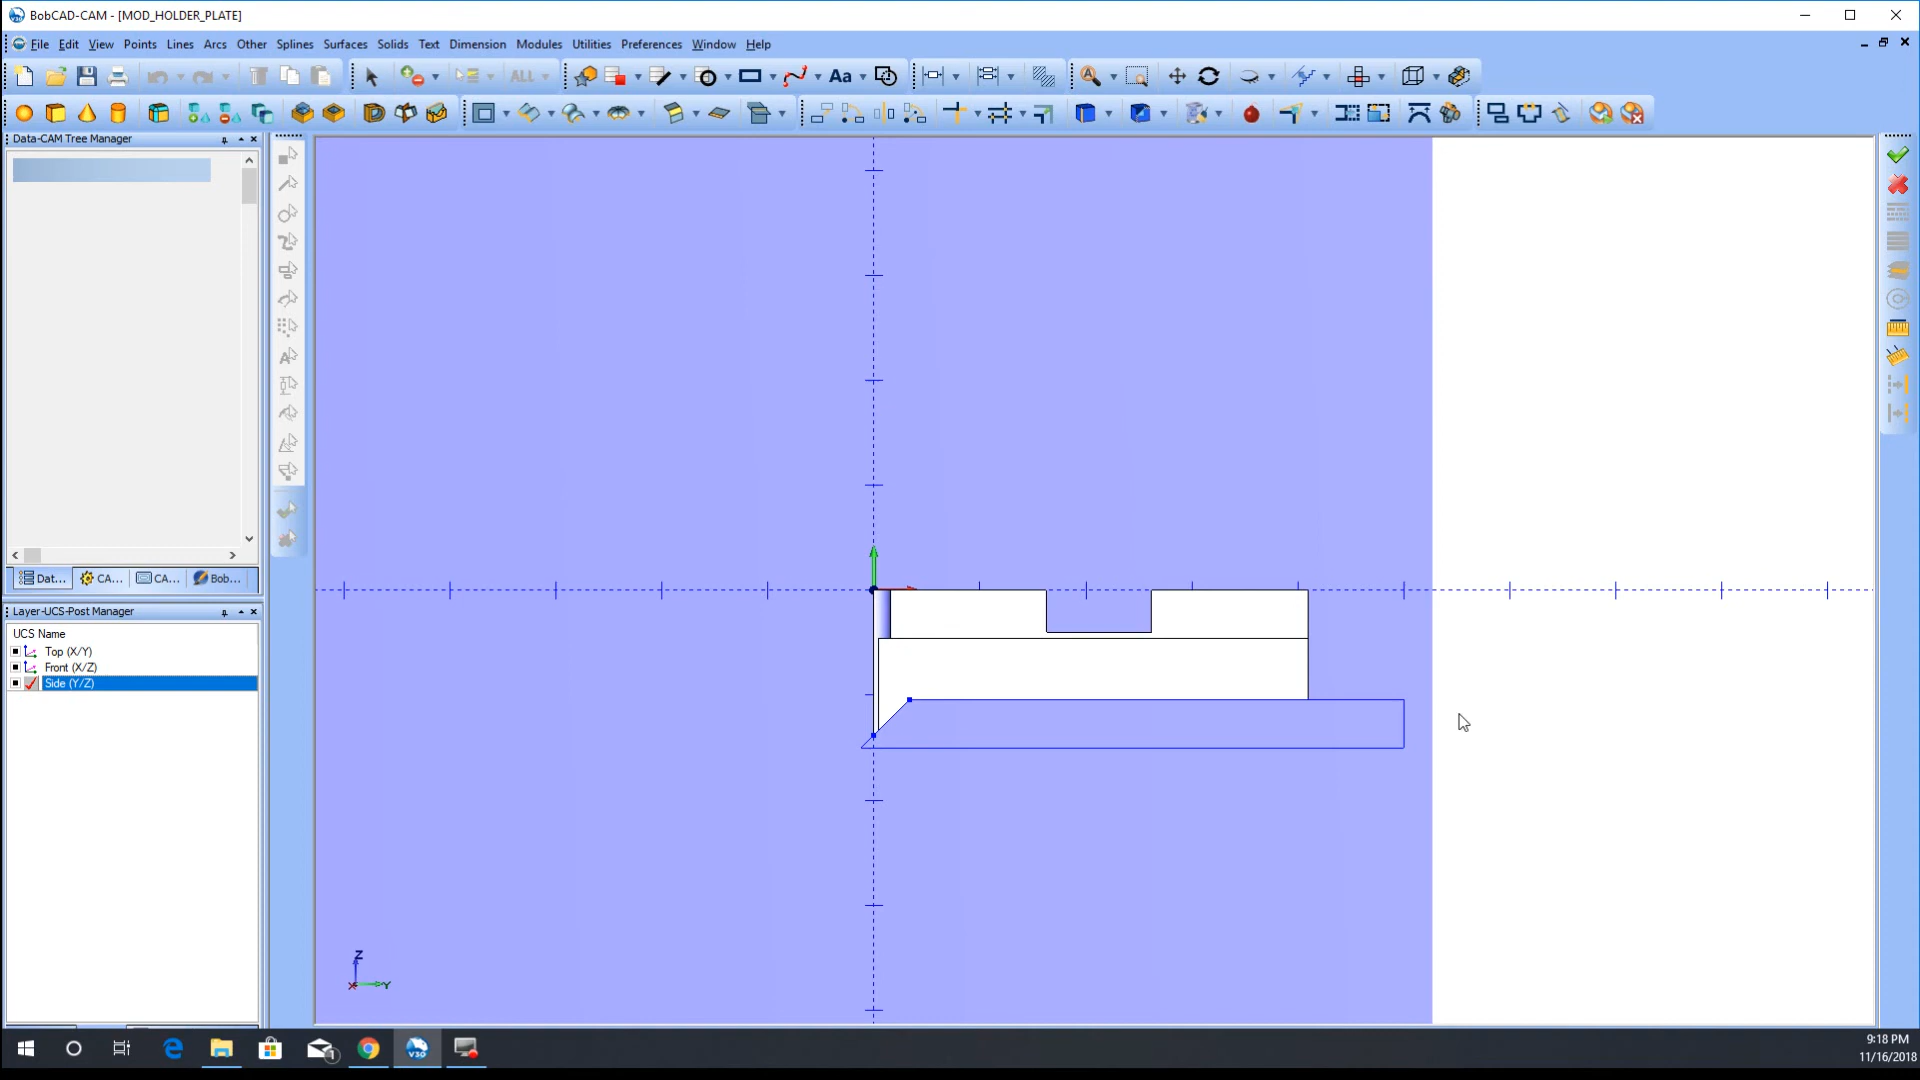 BobCAD-CAM - [MOD_HOLDER_PLATE]
File Edit View Points Lines Arcs Other Splines Surfaces Solids Text Dimension Modules Utilities Preferences Window Help
ALL Aa
Data-CAM Tree Manager
Dat... CA... CA... Bob...
Layer-UCS-Post Manager
UCS Name
Top (X/Y)
Front (X/Z)
Side (Y/Z)
Z
X Y
1
V30
9:18 PM
11/16/2018